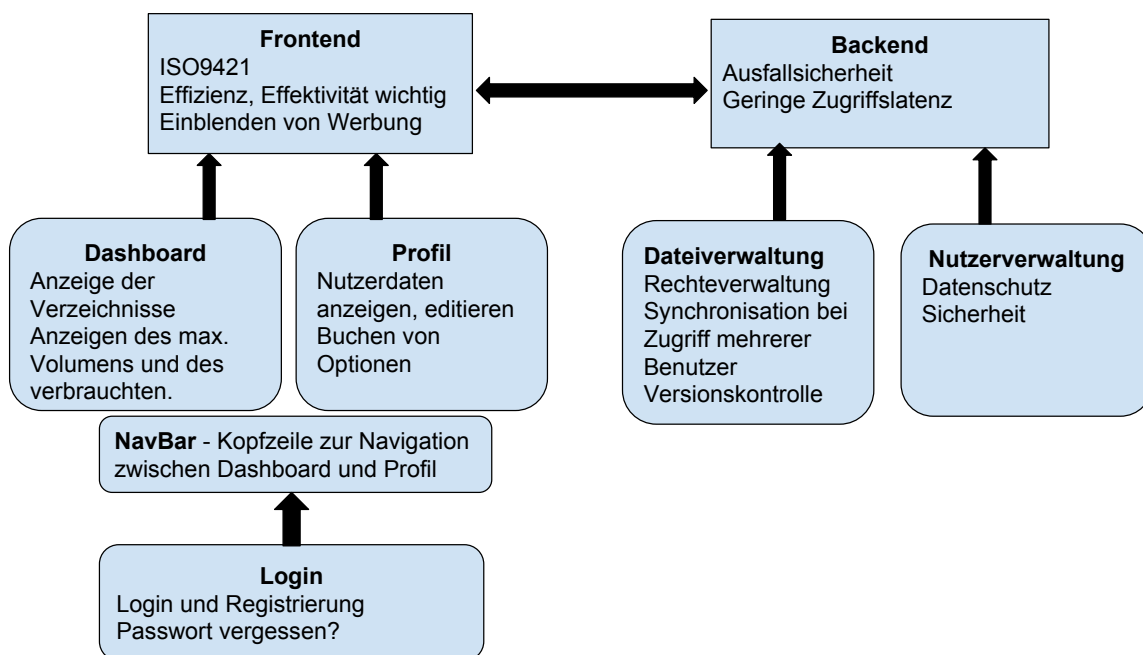 Frontend
ISO9421
Effizienz, Effektivität wichtig
Einblenden von Werbung
Backend
Ausfallsicherheit
Geringe Zugriffslatenz
Dashboard
Anzeige der
Verzeichnisse
Anzeigen des max.
Volumens und des
verbrauchten.
Profil
Nutzerdaten
anzeigen, editieren
Buchen von
Optionen
Dateiverwaltung
Rechteverwaltung
Synchronisation bei
Zugriff mehrerer
Benutzer
Versionskontrolle
Nutzerverwaltung
Datenschutz
Sicherheit
NavBar - Kopfzeile zur Navigation
zwischen Dashboard und Profil
Login
Login und Registrierung
Passwort vergessen?